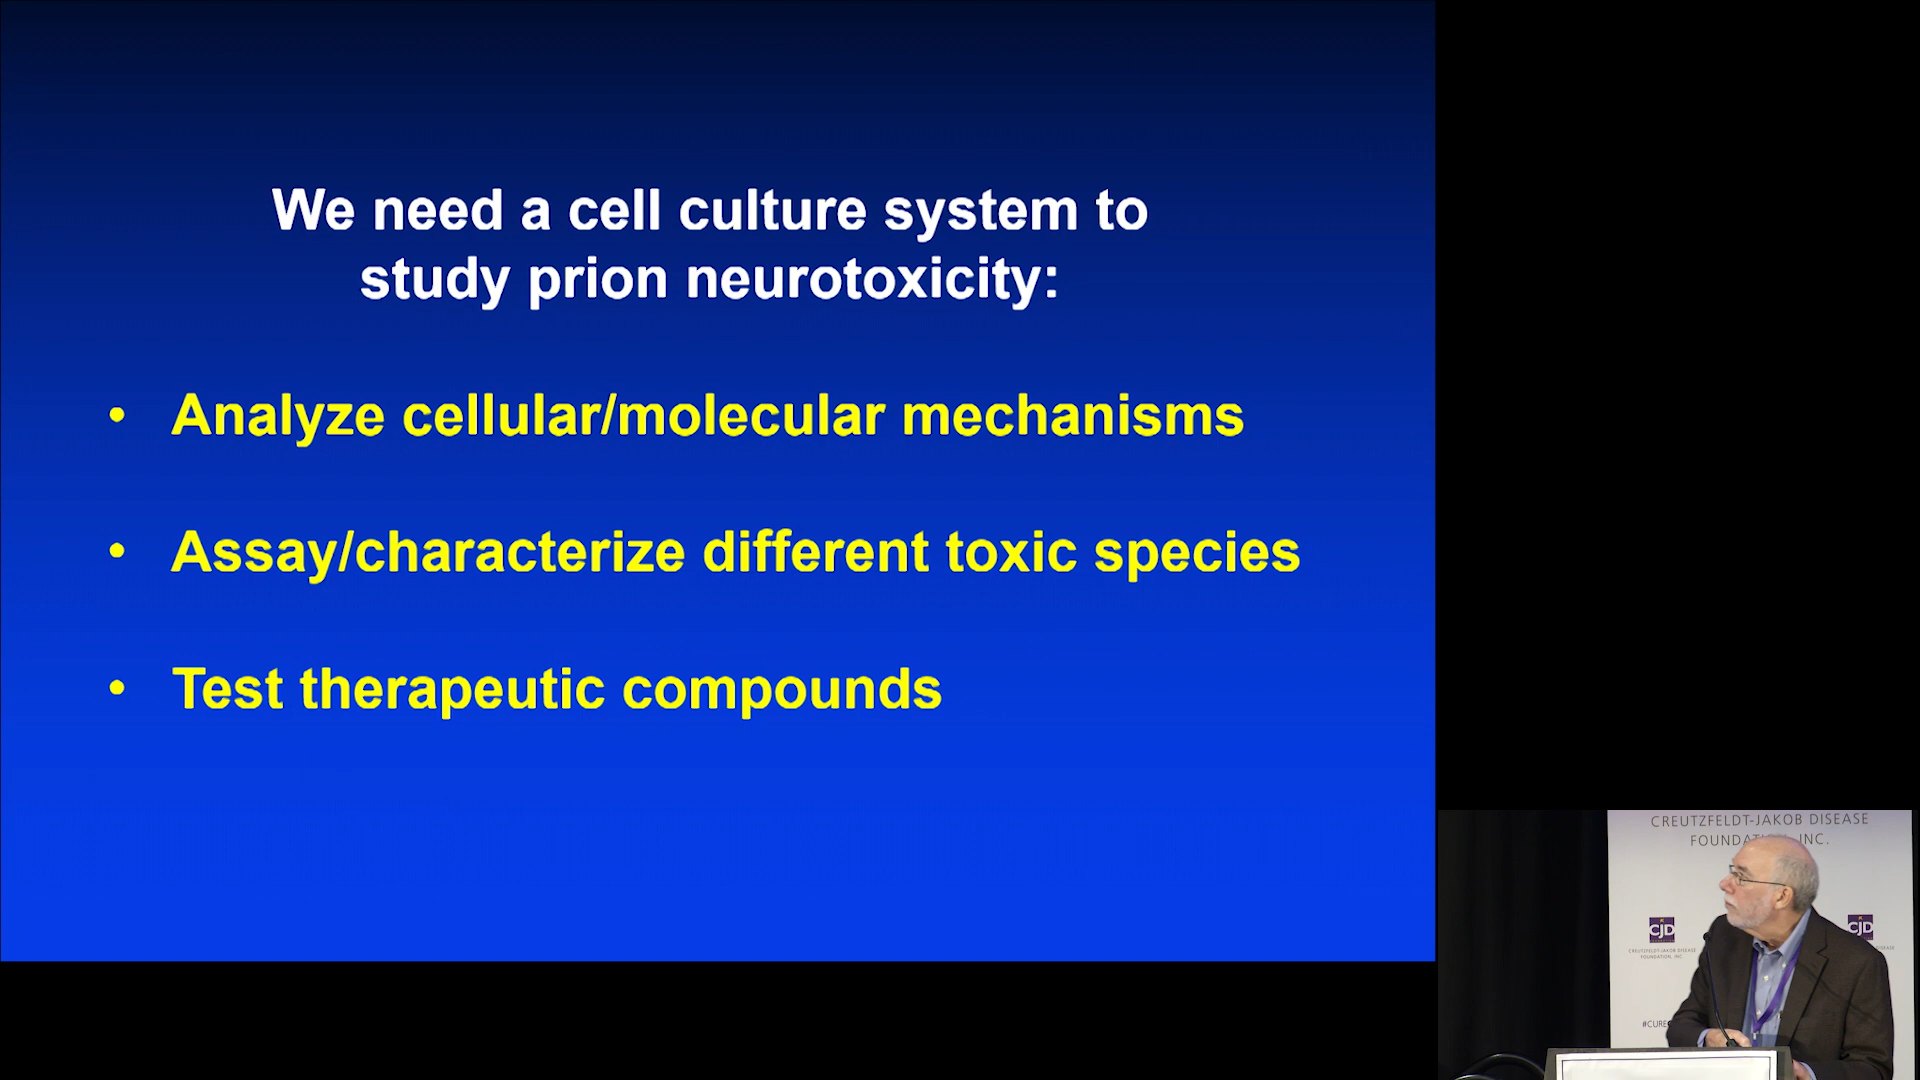 We need a cell culture system to
study prion neurotoxicity:
• Analyze cellular/molecular mechanisms
• Assay/characterize different toxic species
• Test therapeutic compounds
CREUTZFELDT-JAKOB DISEASE
INC.
CJD
CREUTZFELDT-JAKOB DISEASE
FOUNDATION, INC.
CJD
DISEASE